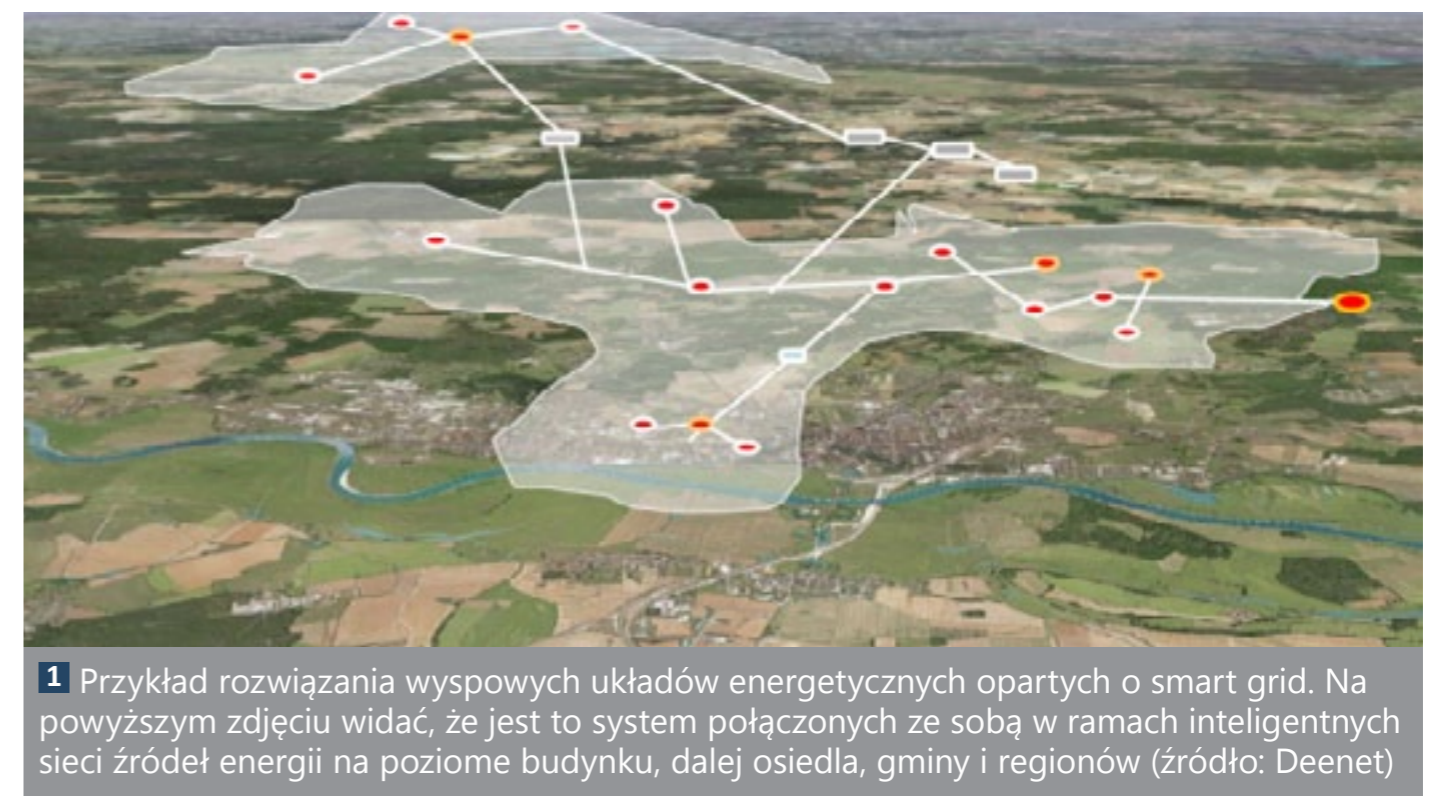 1 Przykład rozwiązania wyspowych układów energetycznych opartych o smart grid. Na
powyższym zdjęciu widać, że jest to system połączonych ze sobą w ramach inteligentnych
sieci źródeł energii na poziome budynku, dalej osiedla, gminy i regionów (źródło: Deenet)